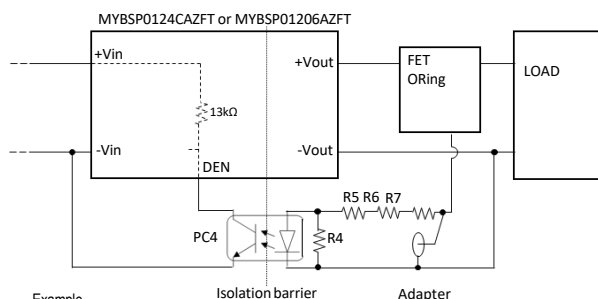 MYBSP0124CAZFT or MYBSP01206AZFT
+Vin
+Vout
FET
ORing
LOAD
13kΩ
-Vin
-Vout
DEN
R5 R6 R7
PC4
R4
Example
Isolation barrier
Adapter